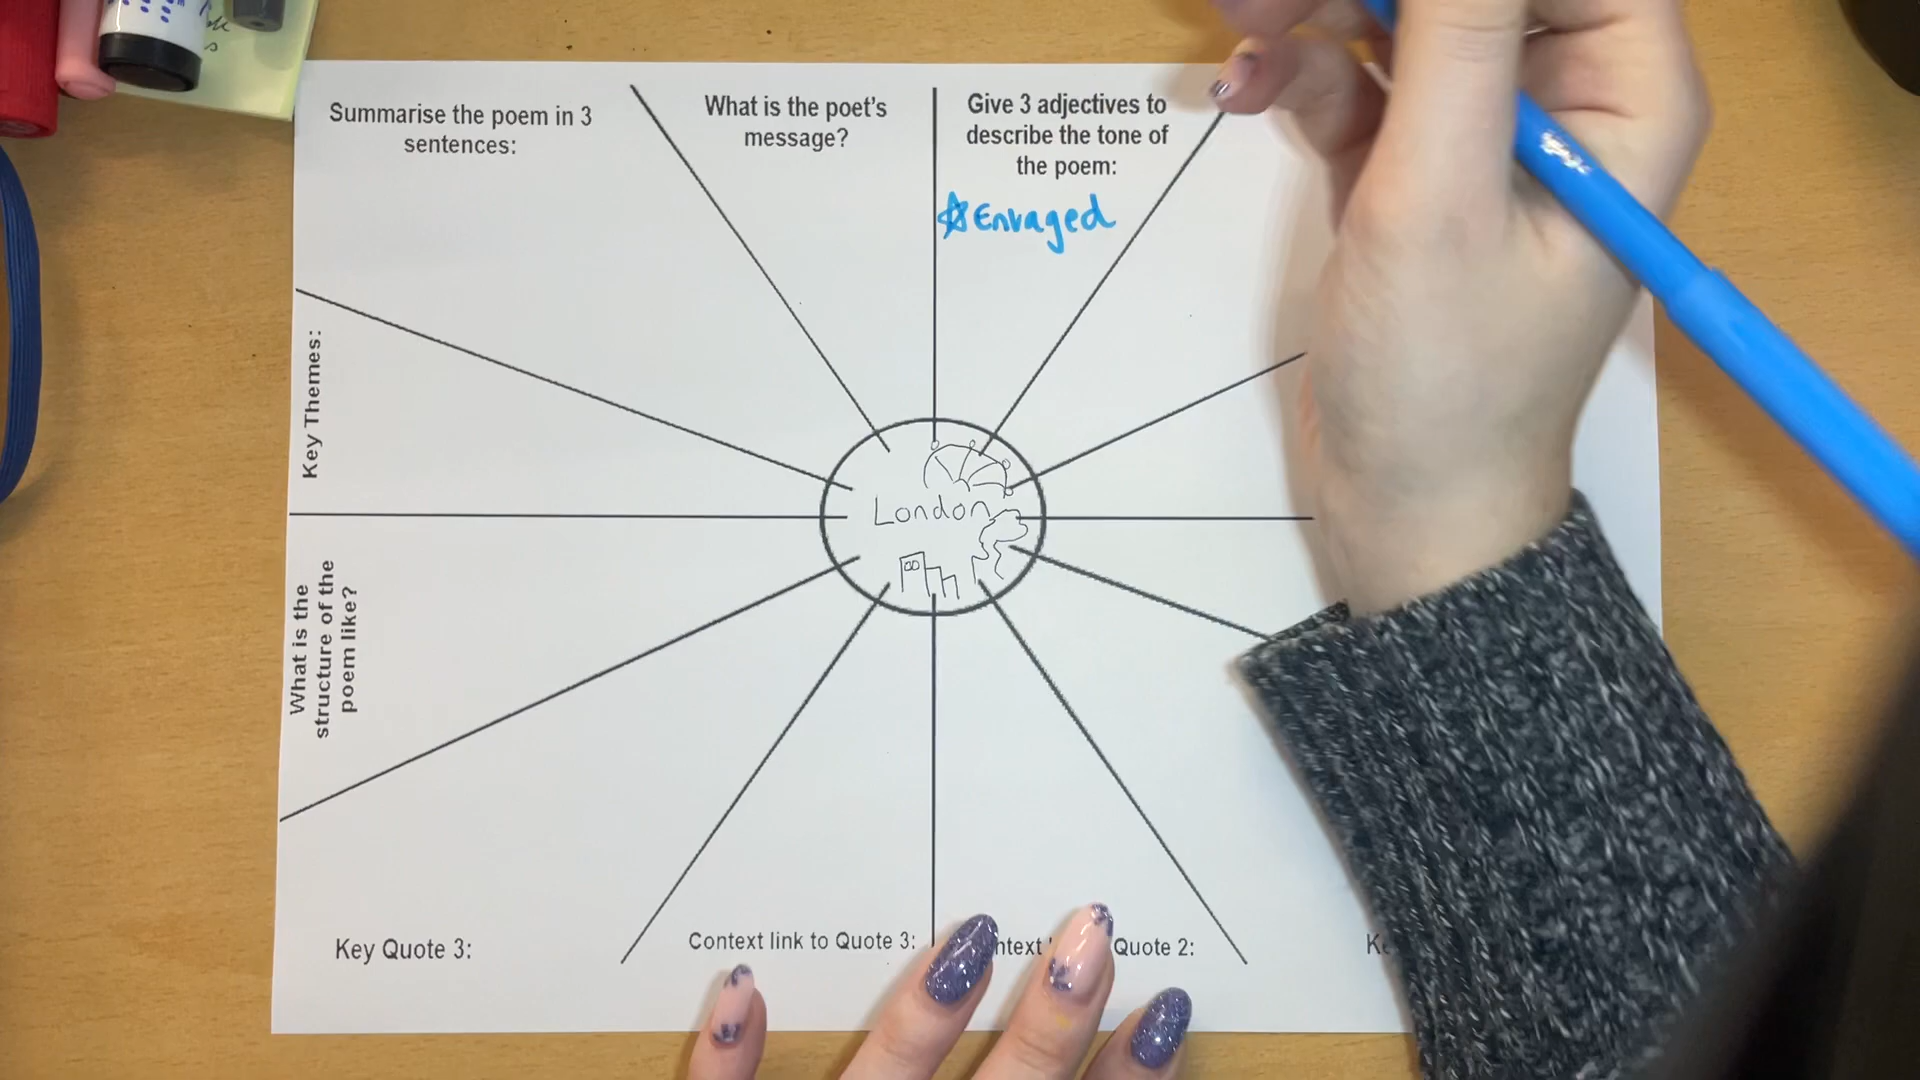 Summarise the poem in 3
sentences:
What is the poet's
message?
Give 3 adjectives to
describe the tone of
the poem:
Enraged
Key Themes:
London
What is the
structure of the
poem like?
Key Quote 3:
Context link to Quote 3:
Quote 2: